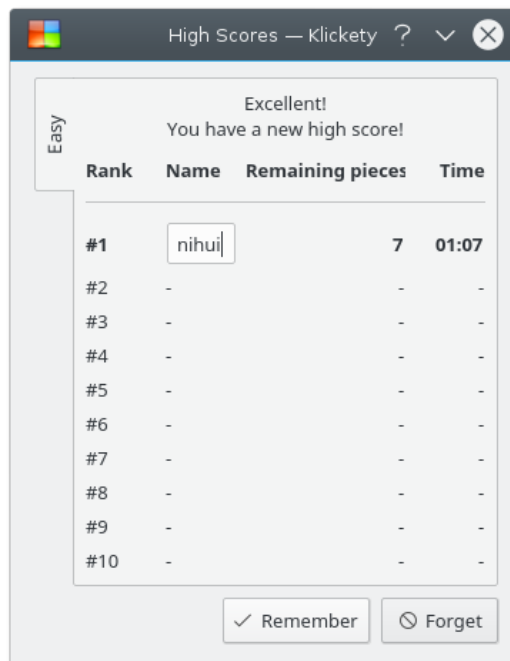 High Scores — Klickety ?
Easy
Excellent!
You have a new high score!
Rank Name Remaining pieces Time
#1 nihui 7 01:07
#2 - - -
#3 - - -
#4 - - -
#5 - - -
#6 - - -
#7 - - -
#8 - - -
#9 - - -
#10 - - -
Remember Forget